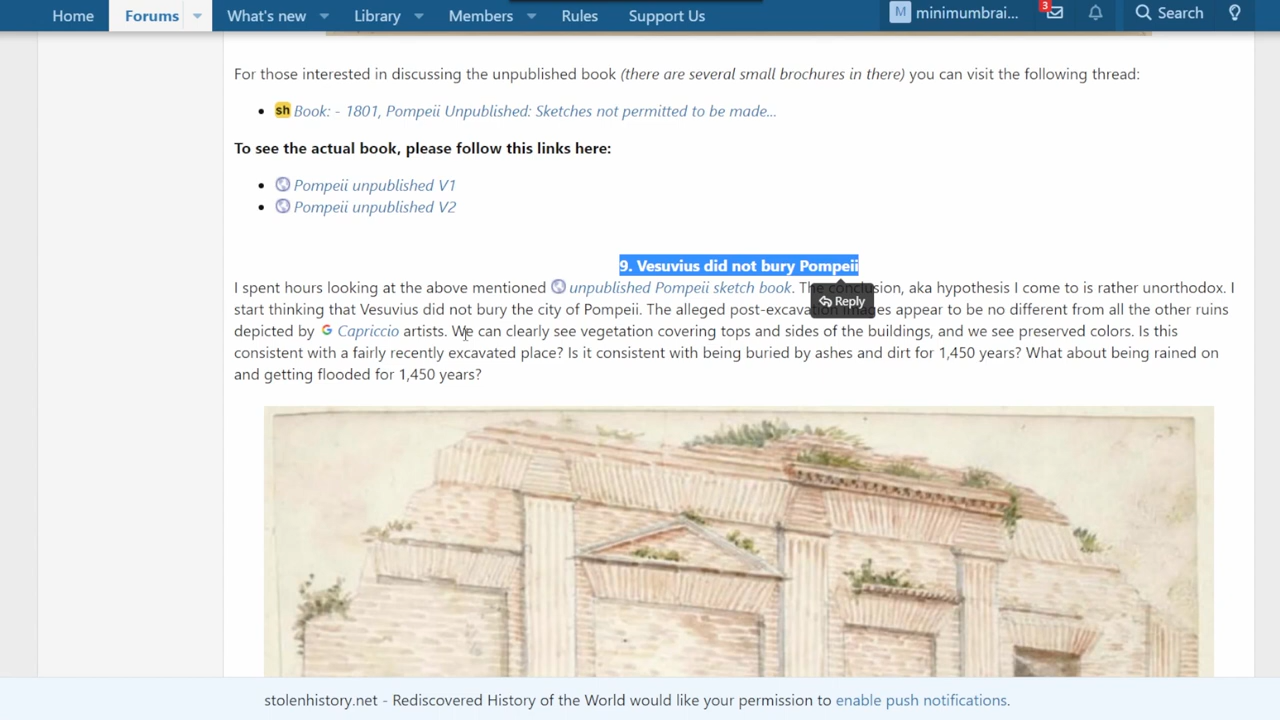 Home Forums What's new Library Members Rules Support Us M minimumbrai... 3 Search
For those interested in discussing the unpublished book (there are several small brochures in there) you can visit the following thread:
• sh Book: - 1801, Pompeii Unpublished: Sketches not permitted to be made...
To see the actual book, please follow this links here:
• Pompeii unpublished V1
• Pompeii unpublished V2
9. Vesuvius did not bury Pompeii
I spent hours looking at the above mentioned unpublished Pompeii sketch book. The conclusion, aka hypothesis I come to is rather unorthodox. I
Reply
start thinking that Vesuvius did not bury the city of Pompeii. The alleged post-excavation images appear to be no different from all the other ruins
depicted by G Capriccio artists. We can clearly see vegetation covering tops and sides of the buildings, and we see preserved colors. Is this
consistent with a fairly recently excavated place? Is it consistent with being buried by ashes and dirt for 1,450 years? What about being rained on
and getting flooded for 1,450 years?
stolenhistory.net - Rediscovered History of the World would like your permission to enable push notifications.